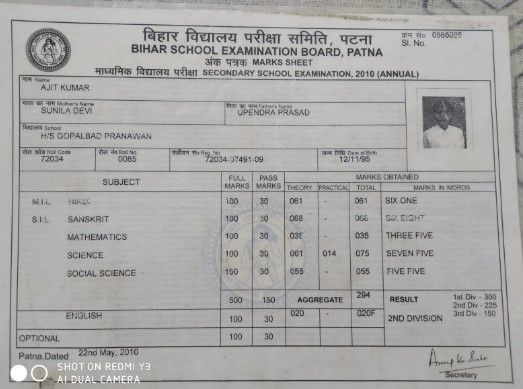 बिहार विद्यालय परीक्षा समिति, पटना
क्रम सं०
BIHAR SCHOOL EXAMINATION BOARD, PATNA
Sl. No.
अंक पत्रक MARKS SHEET
माध्यमिक विद्यालय परीक्षा SECONDARY SCHOOL EXAMINATION, 2010 (ANNUAL)
नाम Name
AJIT KUMAR
माता का नाम Mother's Name
पिता का नाम Father's Name
SUNILA DEVI
UPENDRA PRASAD
विद्यालय School
H/S GOPALBAD PRANAWAN
रौल कोड Roll Code
रौल नं० Roll No.
पंजीयन सं० Reg. No.
जन्म तिथि Date of Birth
72034
0085
72034-07491-09
12/11/95
SUBJECT
FULL MARKS
PASS MARKS
MARKS OBTAINED
THEORY
PRACTICAL
TOTAL
MARKS IN WORDS
M.I.L. HINDI 100 30 061 - 061 SIX ONE
S.I.L. SANSKRIT 100 30 068 - 068 SIX EIGHT
MATHEMATICS 100 30 035 - 035 THREE FIVE
SCIENCE 100 30 061 014 075 SEVEN FIVE
SOCIAL SCIENCE 100 30 055 - 055 FIVE FIVE
500 150 AGGREGATE 294 RESULT
1st Div - 300
2nd Div - 225
3rd Div - 150
ENGLISH 100 30 020 - 020F 2ND DIVISION
OPTIONAL 100 30
Patna,Dated 22nd May, 2010
Secretary
SHOT ON REDMI Y3
AI DUAL CAMERA